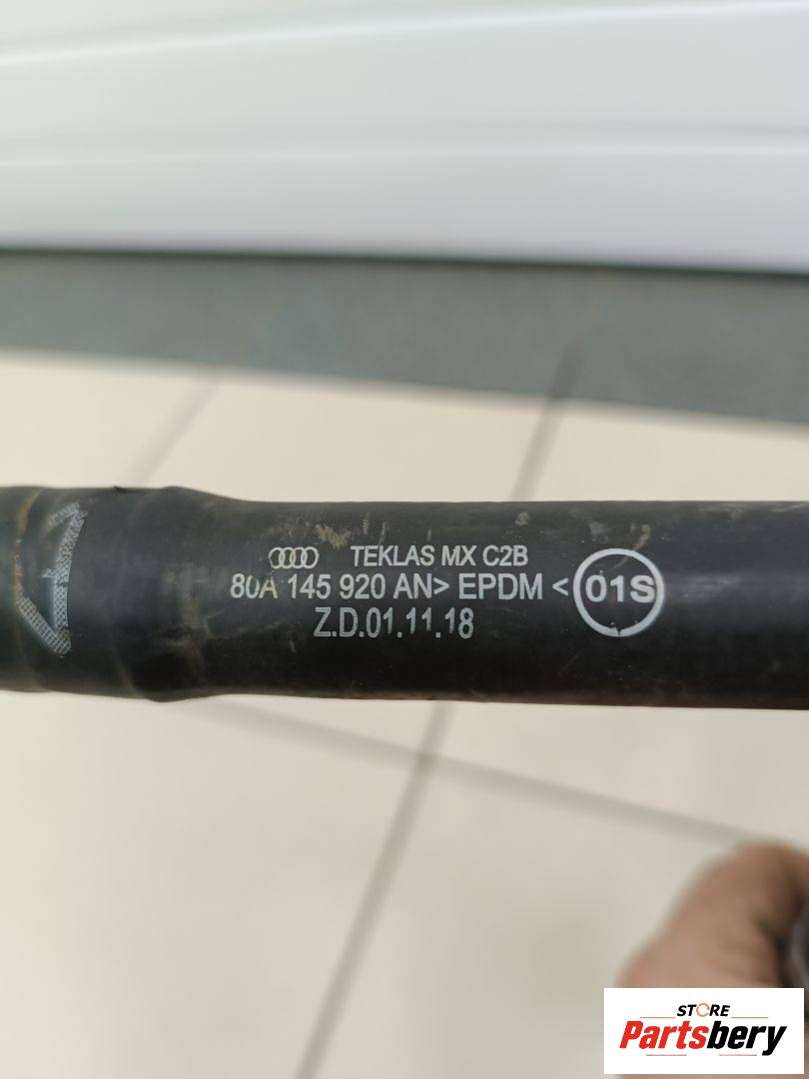 TEKLAS MX C2B
80A 145 920 AN> EPDM < 01S
Z.D.01.11.18
STORE
Partsbery